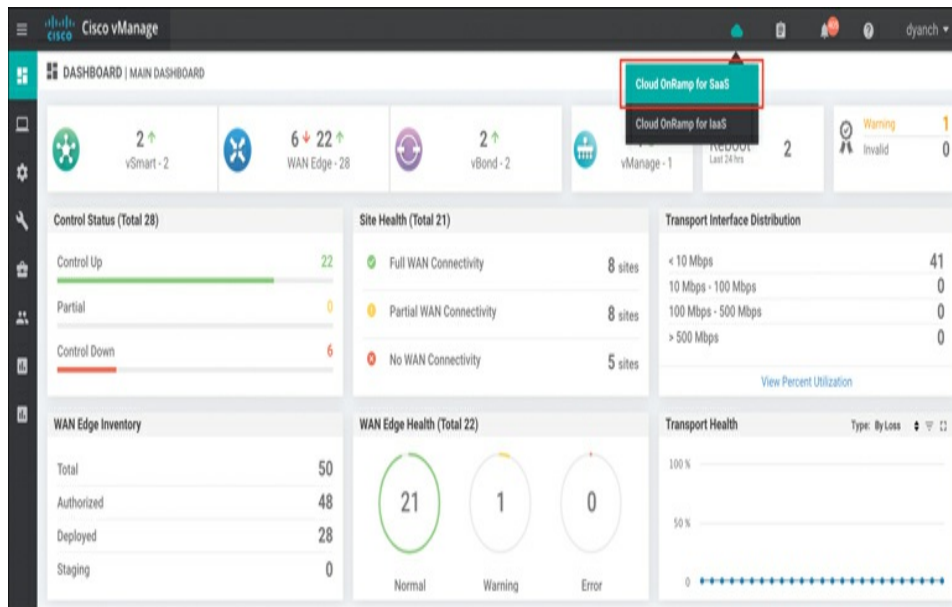 CISCO
Cisco vManage
dyanch
DASHBOARD | MAIN DASHBOARD
Cloud OnRamp for SaaS
Cloud OnRamp for IaaS
2
vSmart - 2
6 22
WAN Edge - 28
2
vBond - 2
vManage - 1
Reboot
Last 24 hrs
2
Warning 1
Invalid 0
Control Status (Total 28)
Control Up 22
Partial 0
Control Down 6
Site Health (Total 21)
Full WAN Connectivity 8 sites
Partial WAN Connectivity 8 sites
No WAN Connectivity 5 sites
Transport Interface Distribution
< 10 Mbps 41
10 Mbps - 100 Mbps 0
100 Mbps - 500 Mbps 0
> 500 Mbps 0
View Percent Utilization
WAN Edge Inventory
Total 50
Authorized 48
Deployed 28
Staging 0
WAN Edge Health (Total 22)
21
Normal
1
Warning
0
Error
Transport Health
Type: By Loss
100 %
50 %
0